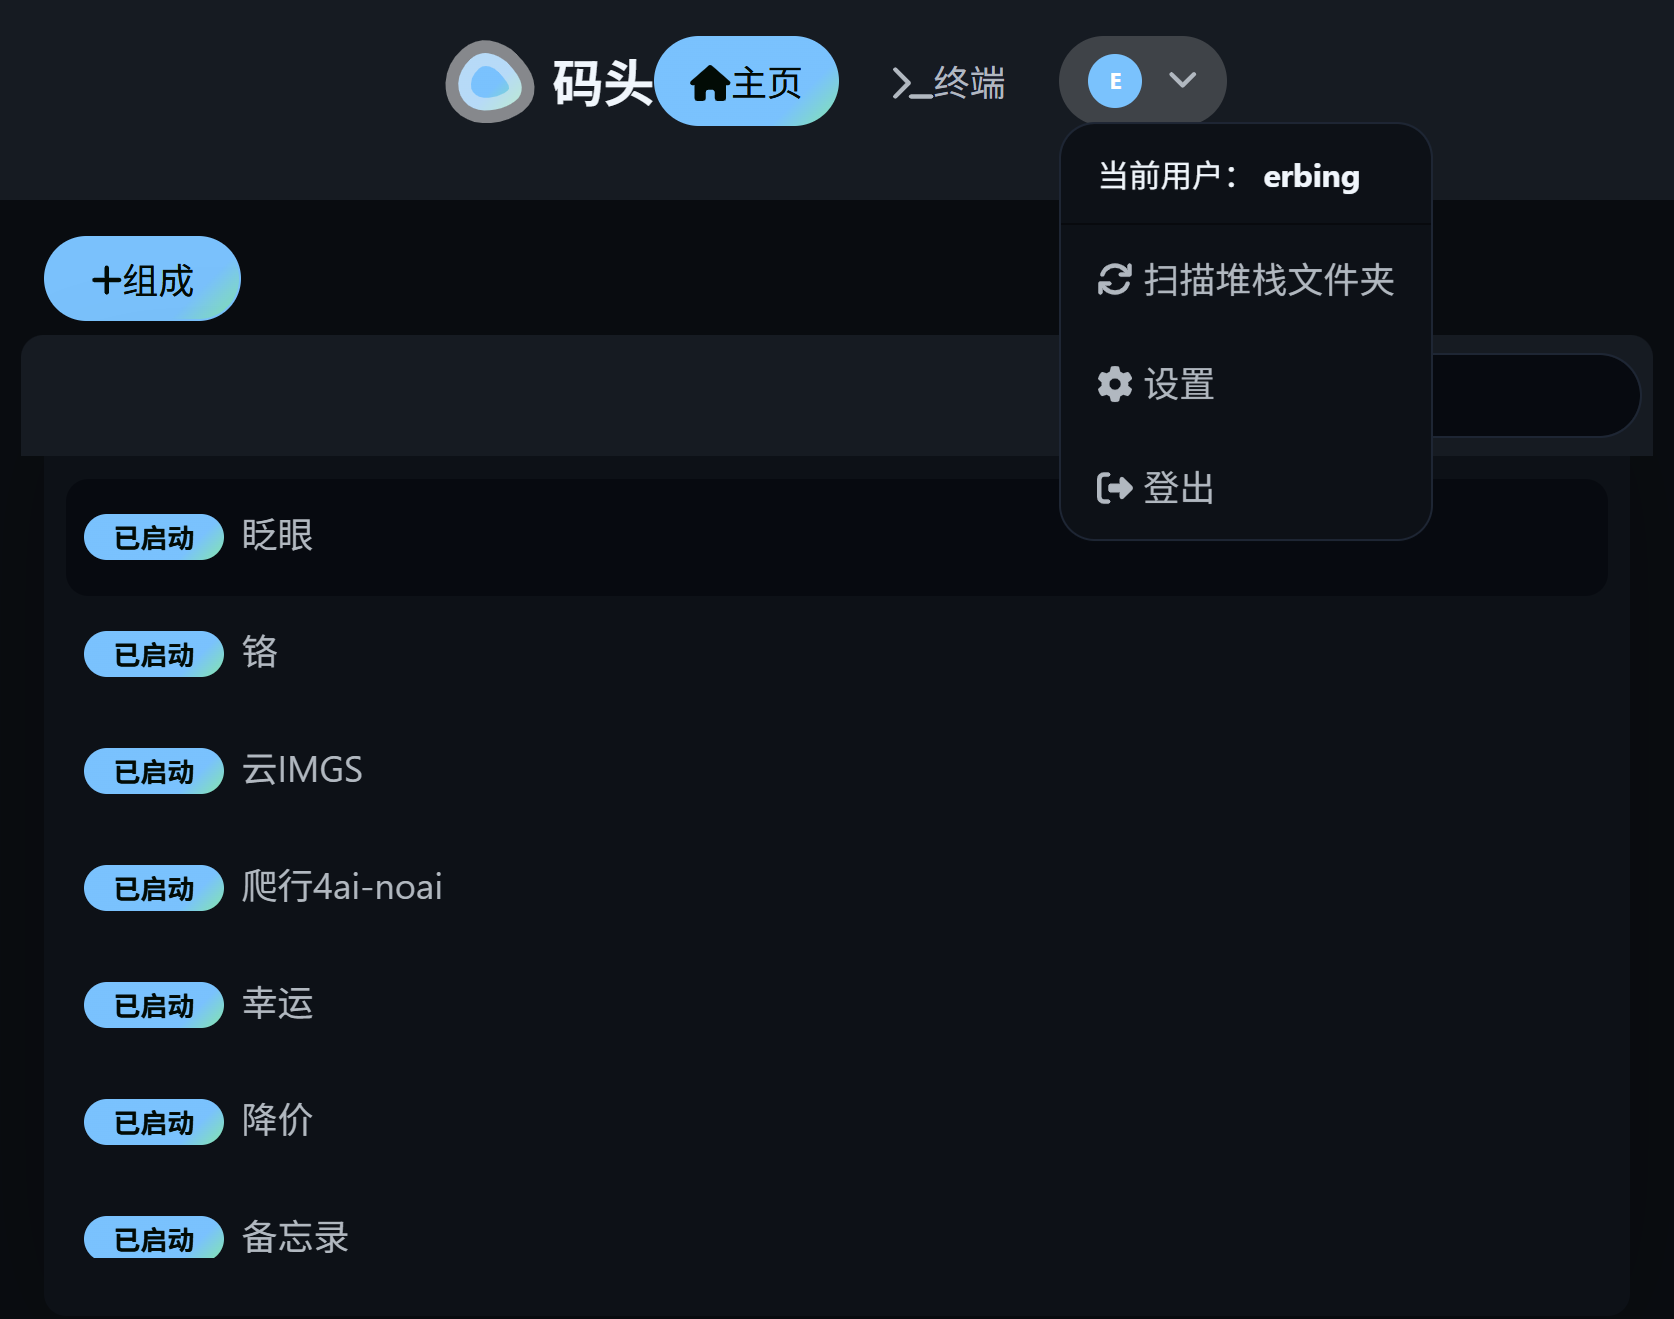 码头 主页 终端 E
当前用户： erbing
扫描堆栈文件夹
设置
登出
组成
已启动 眨眼
已启动 铬
已启动 云IMGS
已启动 爬行4ai-noai
已启动 幸运
已启动 降价
已启动 备忘录